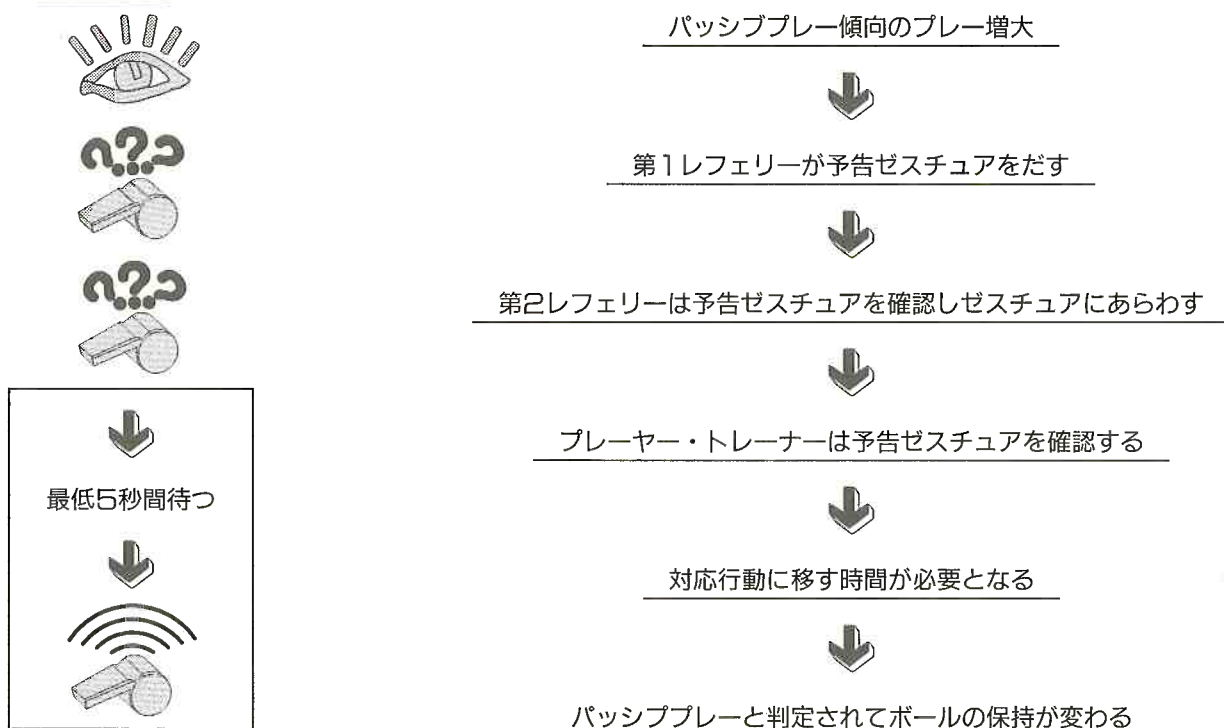 パッシブプレー傾向のプレー増大
第1レフェリーが予告ゼスチュアをだす
第2レフェリーは予告ゼスチュアを確認しゼスチュアにあらわす
プレーヤー・トレーナーは予告ゼスチュアを確認する
最低5秒間待つ
対応行動に移す時間が必要となる
パッシブプレーと判定されてボールの保持が変わる